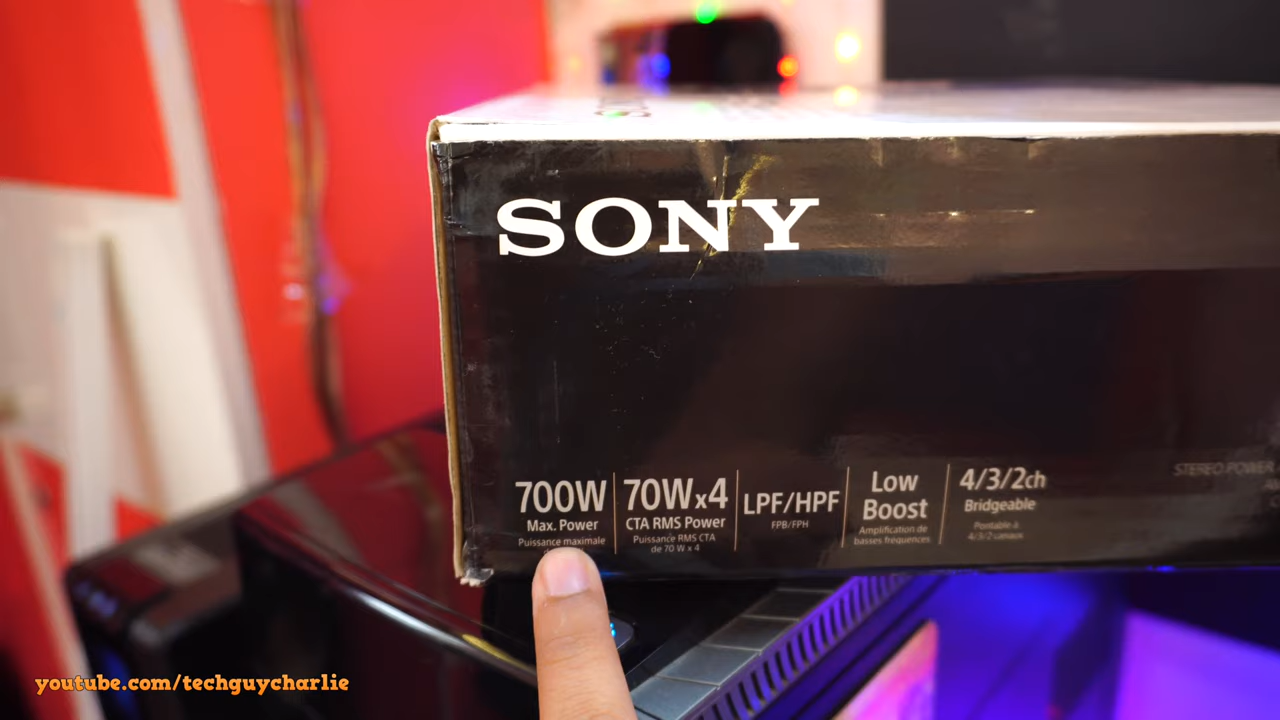 SONY
700W
Max. Power
Puissance maximale
70Wx4
CTA RMS Power
Puissance RMS CTA
de 70 W x 4
LPF/HPF
FPB/FPH
Low
Boost
Amplification de
basses fréquences
4/3/2ch
Bridgeable
Pontable à
4/3/2 canaux
STEREO POWER
youtube.com/techguycharlie